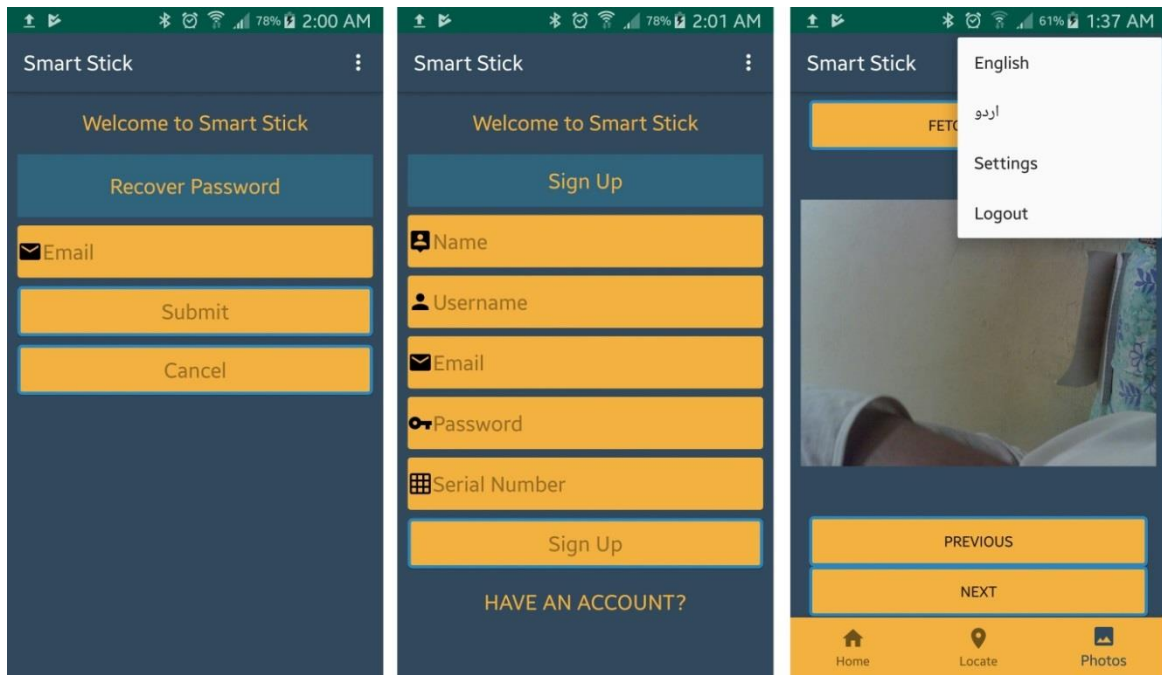 78% 2:00 AM
Smart Stick
Welcome to Smart Stick
Recover Password
Email
Submit
Cancel
78% 2:01 AM
Smart Stick
Welcome to Smart Stick
Sign Up
Name
Username
Email
Password
Serial Number
Sign Up
HAVE AN ACCOUNT?
61% 1:37 AM
Smart Stick
English
اردو
Settings
Logout
PREVIOUS
NEXT
Home Locate Photos